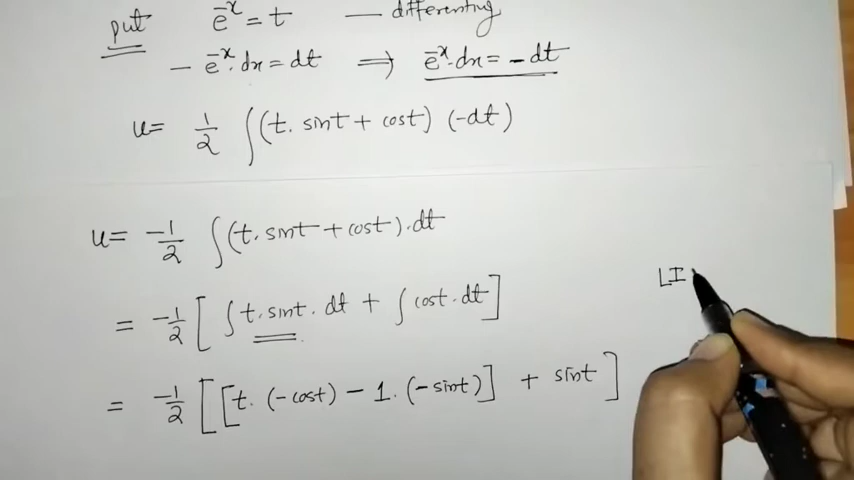 put e^-x = t — differenting
- e^-x. dx = dt ⟹ e^-x. dx = -dt
u= 1/2 ∫(t. sint + cost) (-dt)
u= -1/2 ∫(t. sint + cost). dt
LI
= -1/2 [ ∫ t. sint. dt + ∫ cost. dt ]
= -1/2 [ [ t. (-cost) - 1. (-sint) ] + sint ]